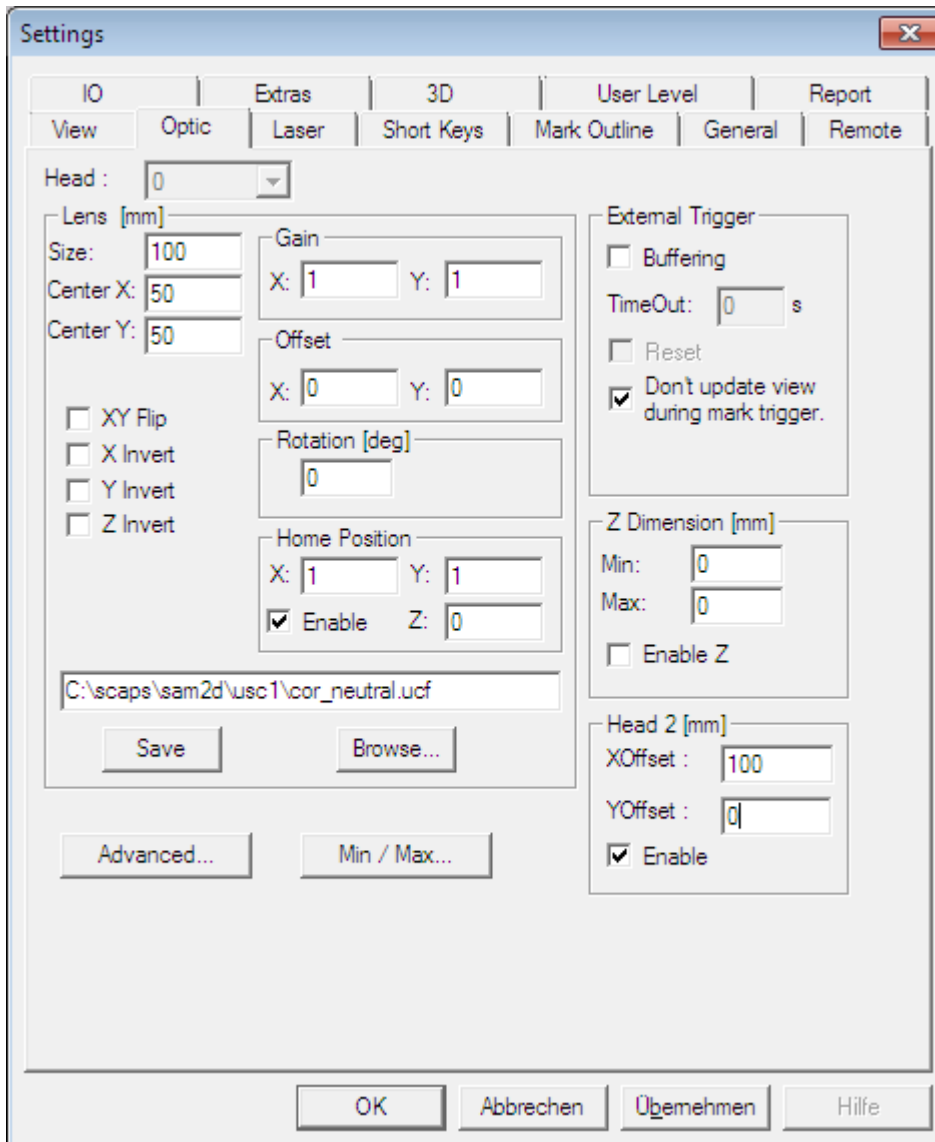 Settings
IO Extras 3D User Level Report
View Optic Laser Short Keys Mark Outline General Remote
Head : 0
Lens [mm]
Size: 100
Center X: 50
Center Y: 50
XY Flip
X Invert
Y Invert
Z Invert
Gain
X: 1 Y: 1
Offset
X: 0 Y: 0
Rotation [deg]
0
Home Position
X: 1 Y: 1
Enable Z: 0
C:\scaps\sam2d\usc1\cor_neutral.ucf
Save Browse...
Advanced... Min / Max...
External Trigger
Buffering
TimeOut: 0 s
Reset
Don't update view
during mark trigger.
Z Dimension [mm]
Min: 0
Max: 0
Enable Z
Head 2 [mm]
XOffset : 100
YOffset : 0
Enable
OK Abbrechen Übernehmen Hilfe